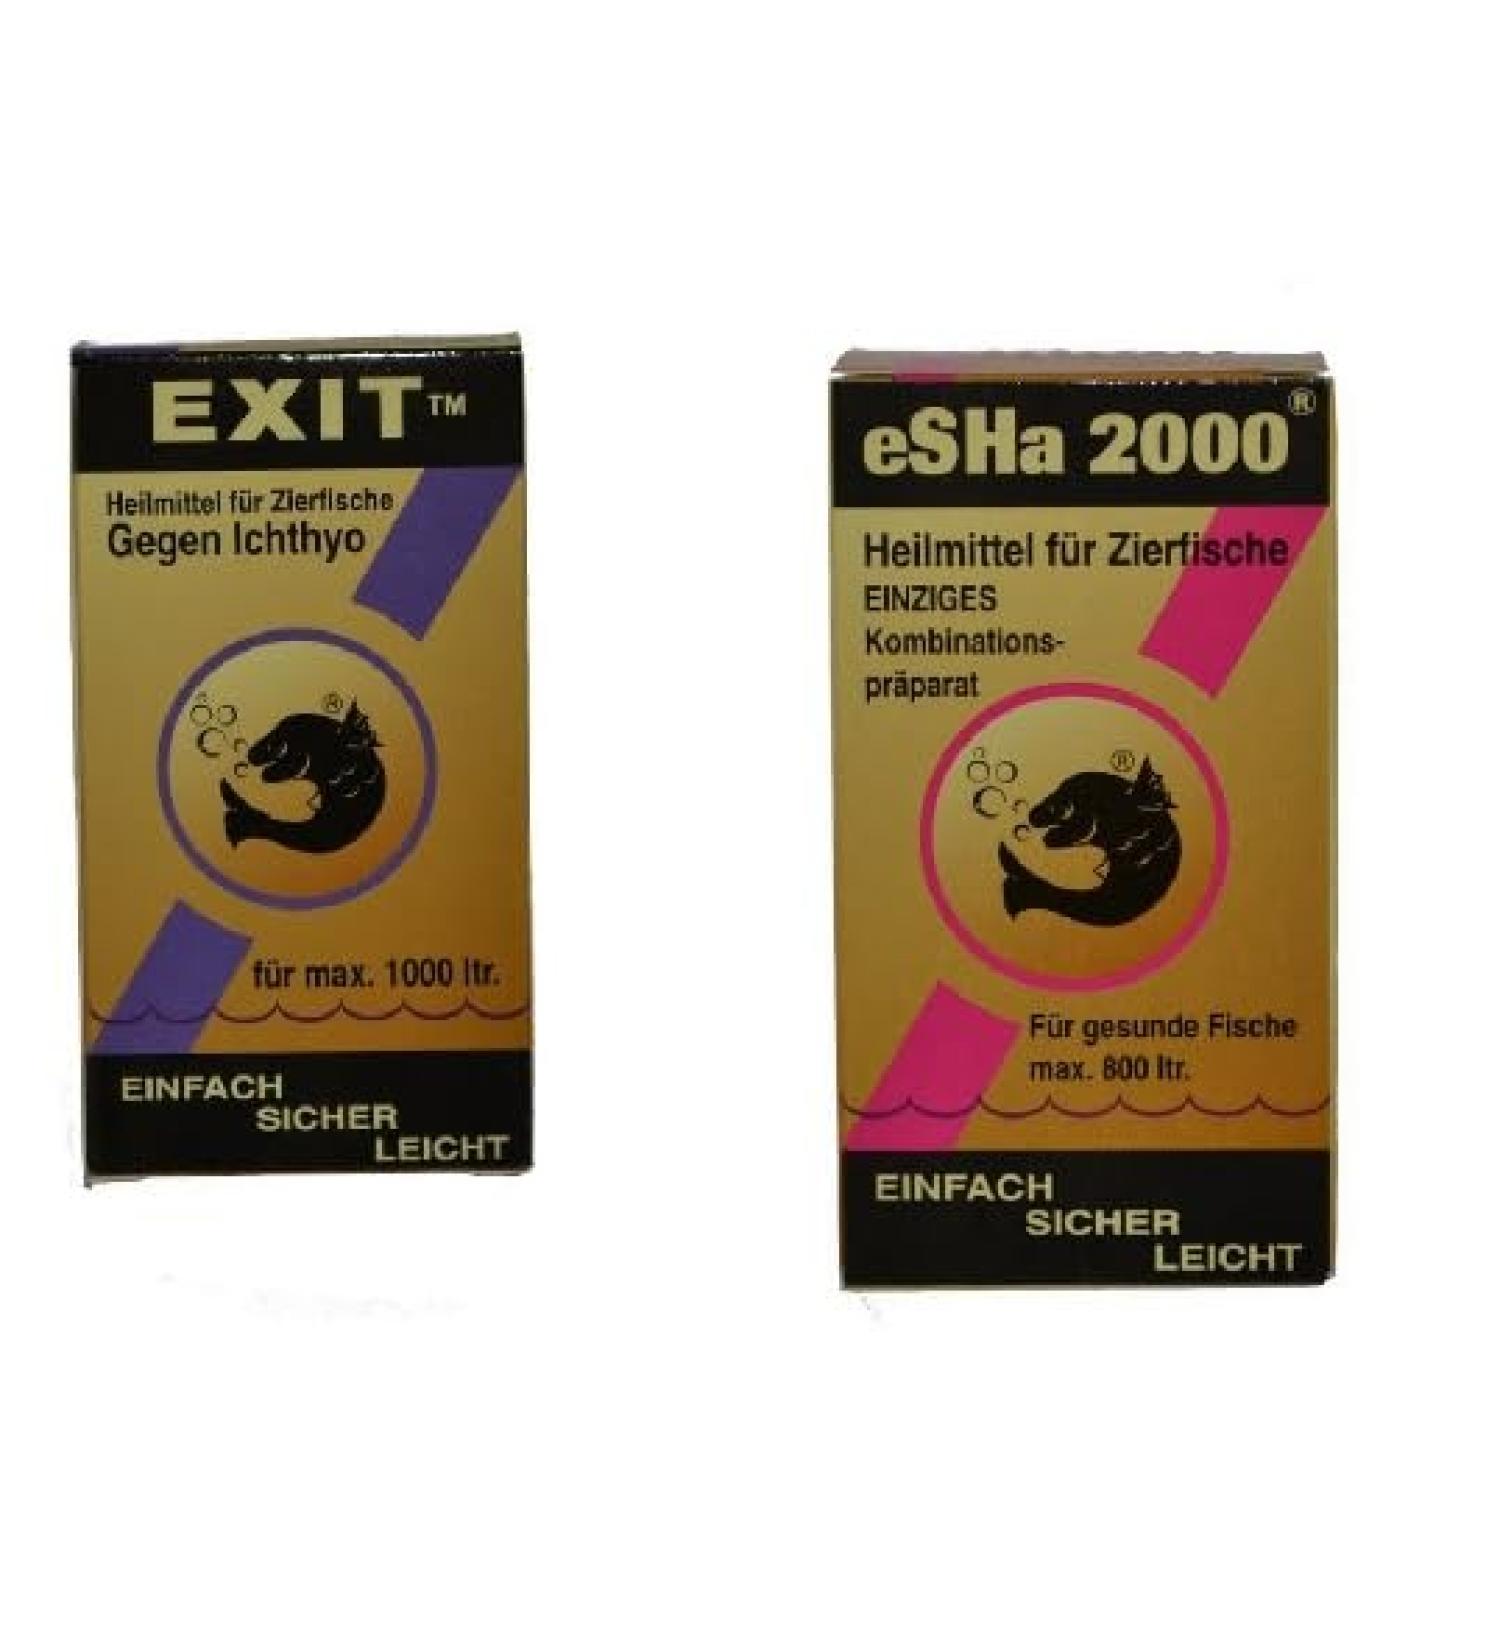 EXIT™
Heilmittel für Zierfische
Gegen Ichthyo
®
für max. 1000 ltr.
EINFACH
SICHER
LEICHT
eSHa 2000®
Heilmittel für Zierfische
EINZIGES
Kombinations-
präparat
®
Für gesunde Fische
max. 800 ltr.
EINFACH
SICHER
LEICHT